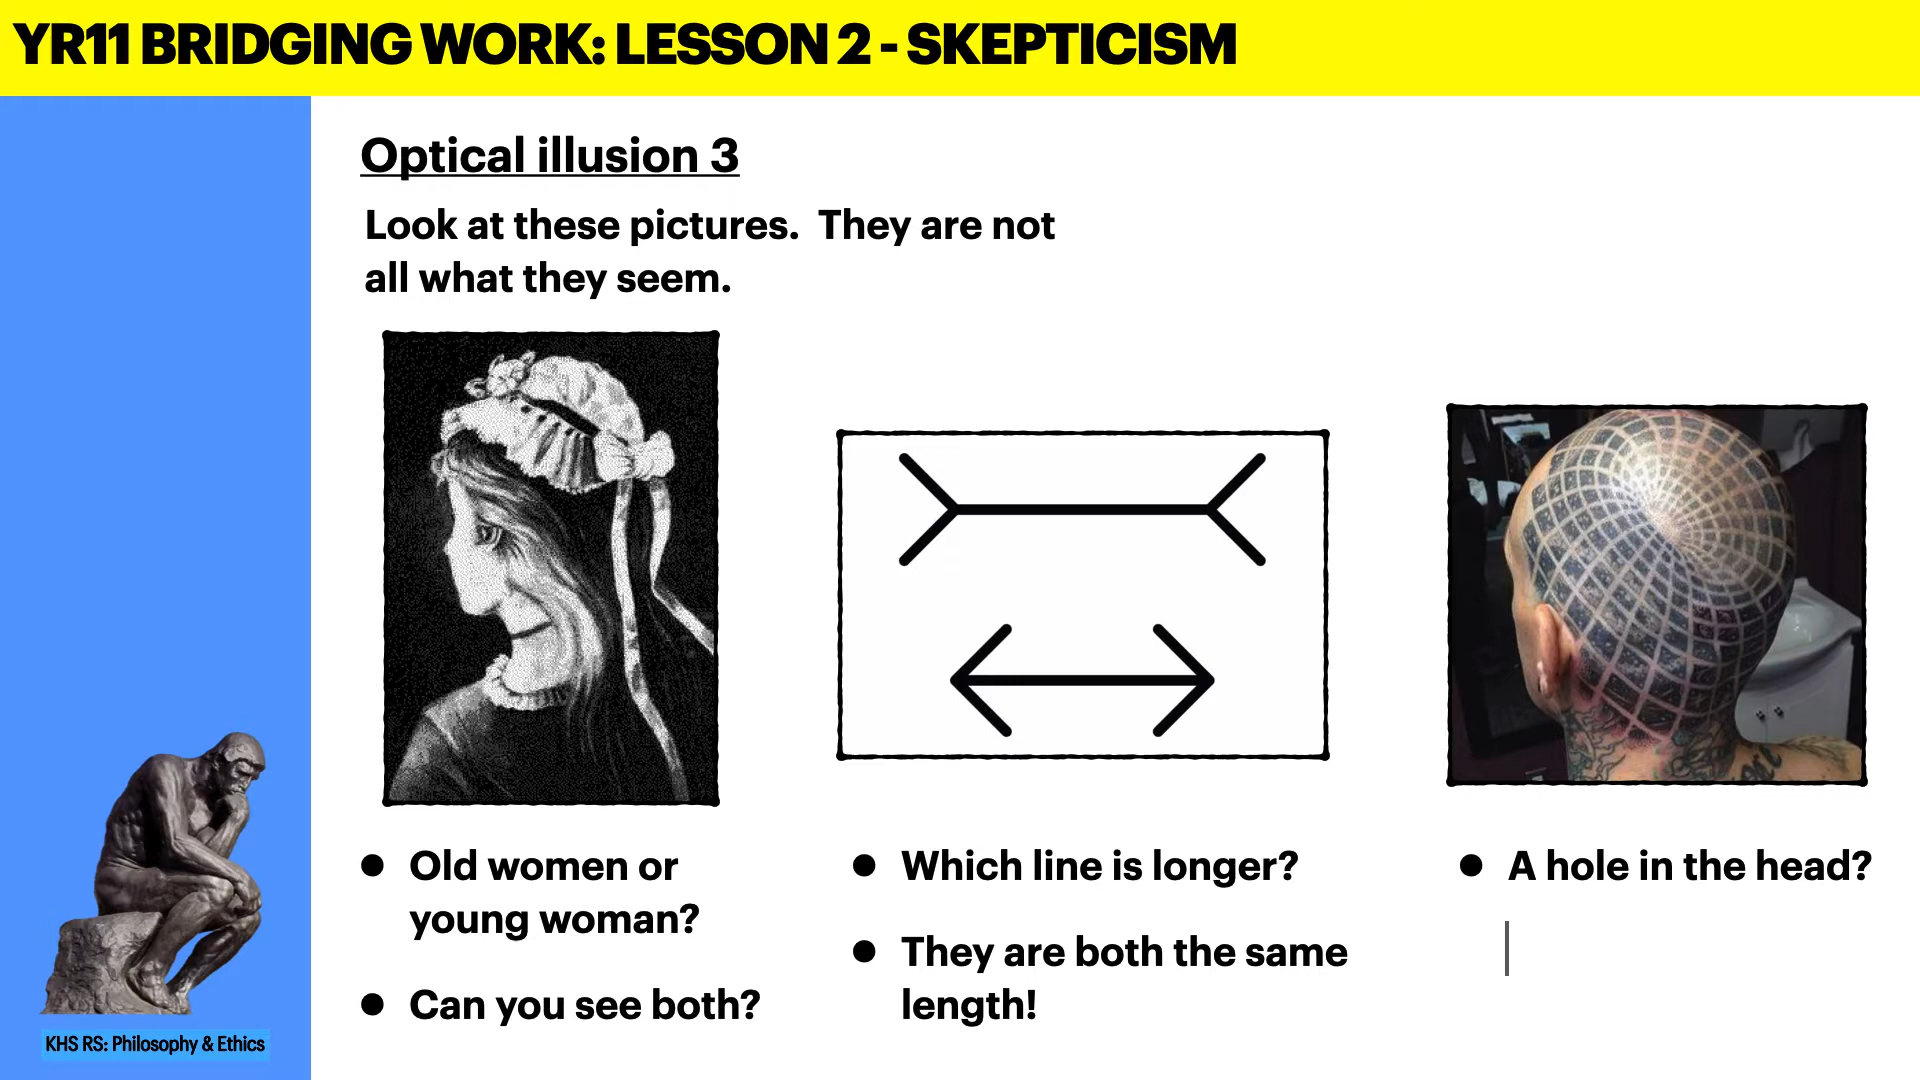 YR11 BRIDGING WORK: LESSON 2 - SKEPTICISM
Optical illusion 3
Look at these pictures.  They are not
all what they seem.
● Old women or
young woman?
● Can you see both?
● Which line is longer?
● They are both the same
length!
● A hole in the head?
KHS RS: Philosophy & Ethics